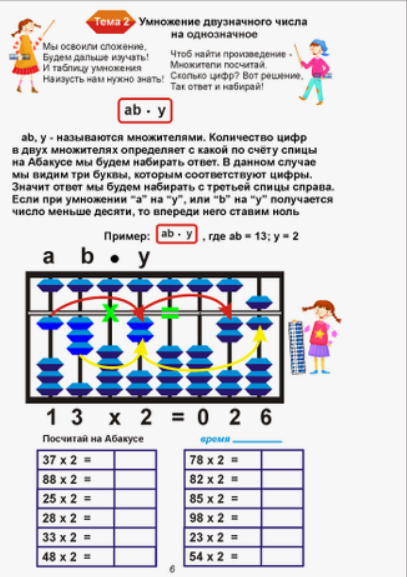 Тема 2 Умножение двузначного числа
на однозначное
Мы освоили сложение,
Будем дальше изучать!
И таблицу умножения
Наизусть нам нужно знать!
Чтоб найти произведение -
Множители посчитай.
Сколько цифр? Вот решение,
Так ответ и набирай!
ab · y
ab, y - называются множителями. Количество цифр
в двух множителях определяет с какой по счёту спицы
на Абакусе мы будем набирать ответ. В данном случае
мы видим три буквы, которым соответствуют цифры.
Значит ответ мы будем набирать с третьей спицы справа.
Если при умножении “a” на “y”, или “b” на “y” получается
число меньше десяти, то впереди него ставим ноль
Пример: ab · y , где ab = 13; y = 2
a b • y
x =
1 3 x 2 = 0 2 6
Посчитай на Абакусе
время
37 x 2 =
88 x 2 =
25 x 2 =
28 x 2 =
33 x 2 =
48 x 2 =
78 x 2 =
82 x 2 =
85 x 2 =
98 x 2 =
23 x 2 =
54 x 2 =
6